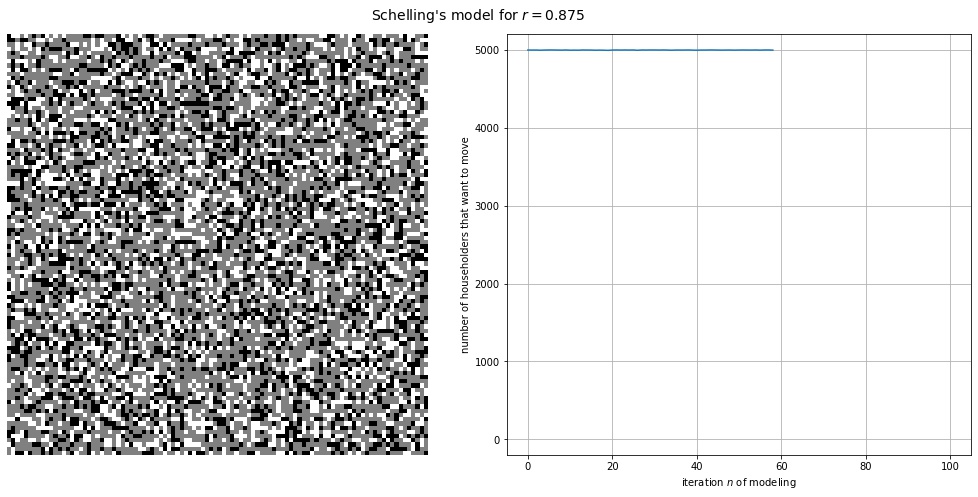 Schelling's model for r = 0.875
number of householders that want to move
5000
4000
3000
2000
1000
0
0 20 40 60 80 100
iteration n of modeling